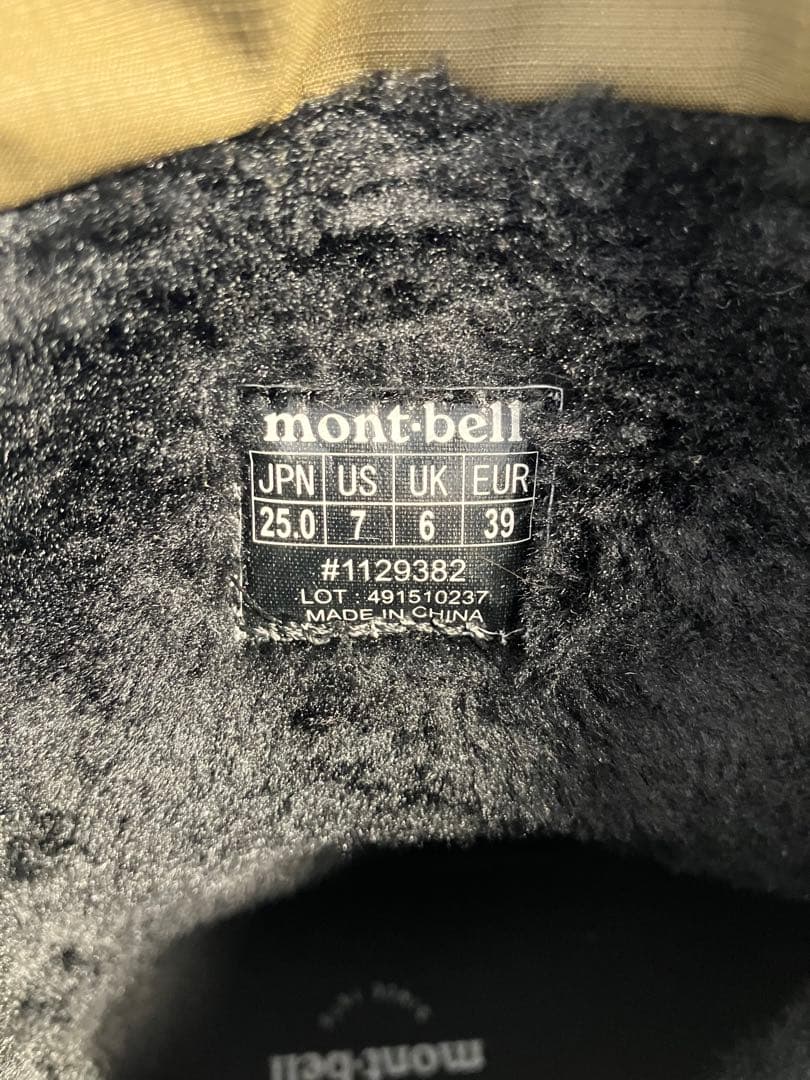 mont·bell
JPN US UK EUR
25.0 7 6 39
#1129382
LOT : 491510237
MADE IN CHINA
mont-bell